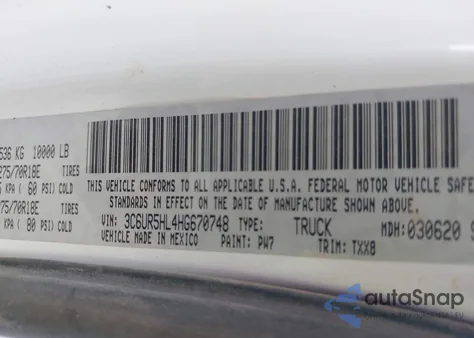 536 KG 10000 LB
275/70R18E TIRES
KPA ( 60 PSI) COLD
275/70R18E TIRES
KPA ( 80 PSI) COLD
THIS VEHICLE CONFORMS TO ALL APPLICABLE U.S.A. FEDERAL MOTOR VEHICLE SAFE
STANDARDS IN EFFECT ON THE DATE OF MANUFACTURE SHOWN ABOVE
VIN: 3C6UR5HL4HG670748 TYPE: TRUCK MDH: 030620 S
VEHICLE MADE IN MEXICO PAINT: PW7 TRIM: TXX8
autoSnap